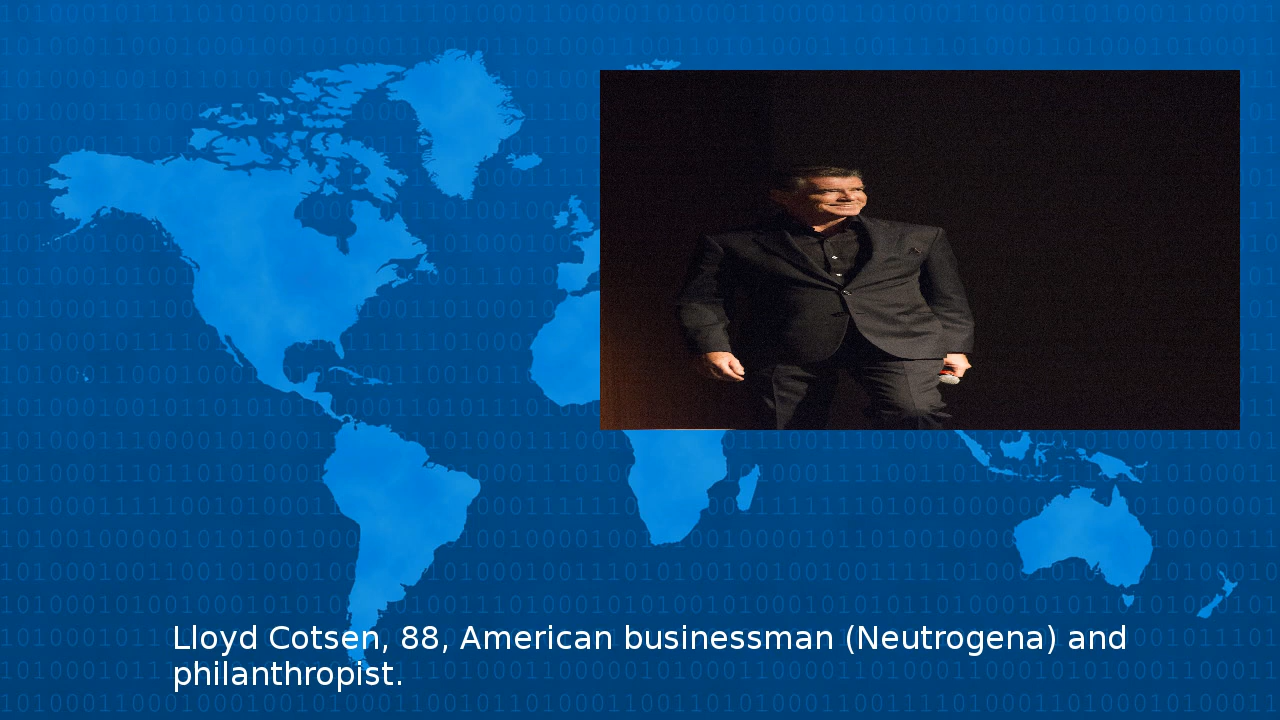 Lloyd Cotsen, 88, American businessman (Neutrogena) and
philanthropist.